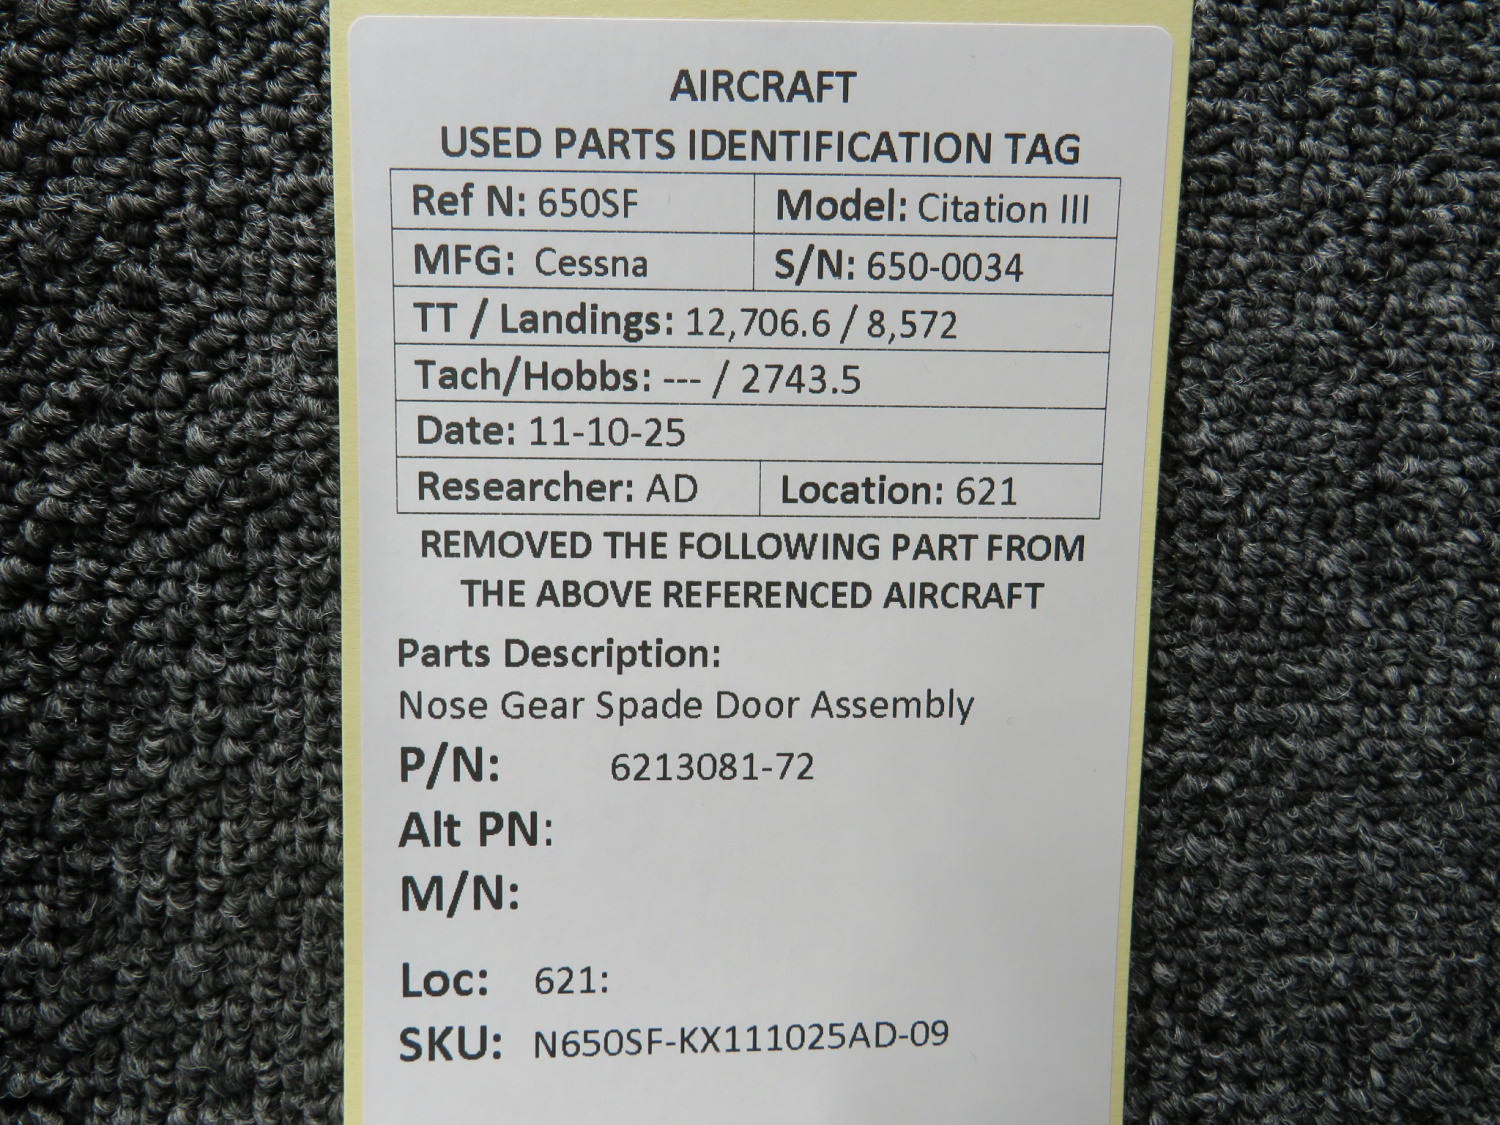 AIRCRAFT
USED PARTS IDENTIFICATION TAG
Ref N: 650SF Model: Citation III
MFG: Cessna S/N: 650-0034
TT / Landings: 12,706.6 / 8,572
Tach/Hobbs: --- / 2743.5
Date: 11-10-25
Researcher: AD Location: 621
REMOVED THE FOLLOWING PART FROM
THE ABOVE REFERENCED AIRCRAFT
Parts Description:
Nose Gear Spade Door Assembly
P/N: 6213081-72
Alt PN:
M/N:
Loc: 621:
SKU: N650SF-KX111025AD-09